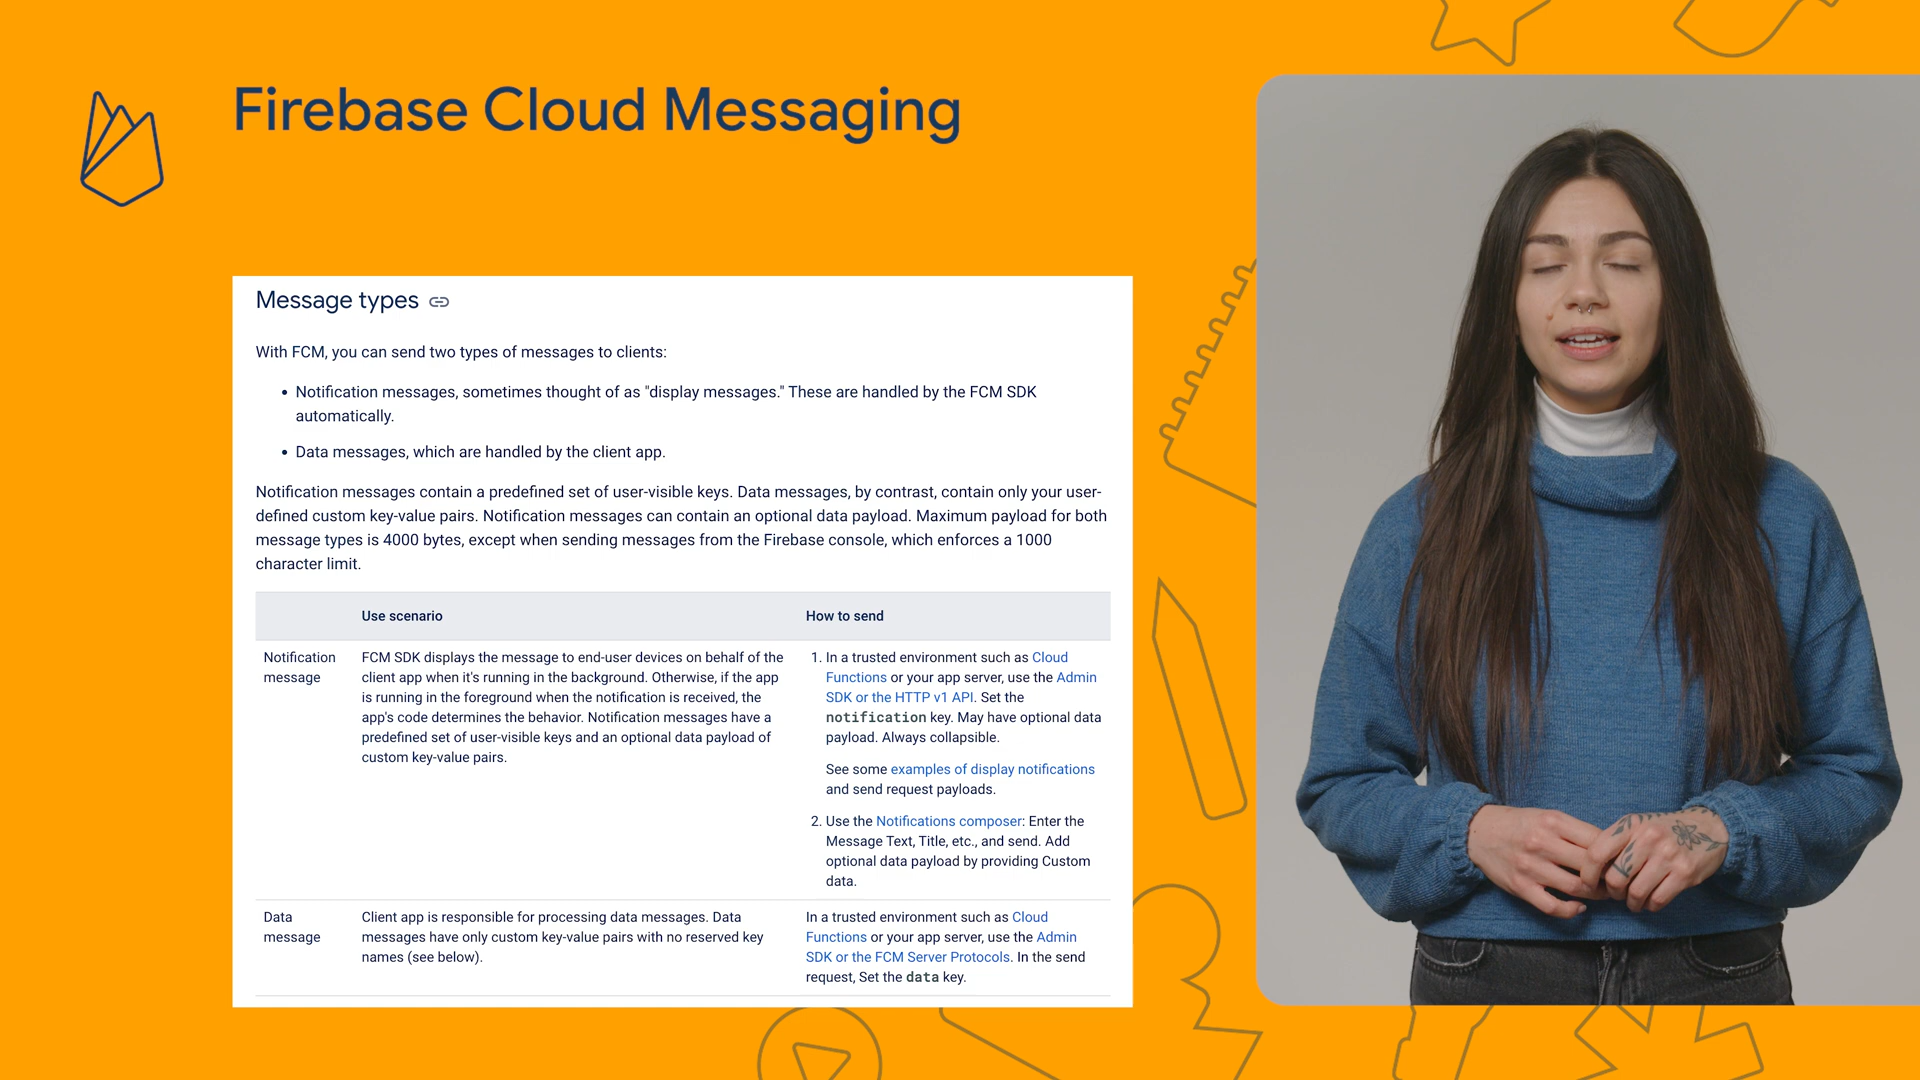 Firebase Cloud Messaging
Message types
With FCM, you can send two types of messages to clients:
• Notification messages, sometimes thought of as "display messages." These are handled by the FCM SDK
automatically.
• Data messages, which are handled by the client app.
Notification messages contain a predefined set of user-visible keys. Data messages, by contrast, contain only your user-
defined custom key-value pairs. Notification messages can contain an optional data payload. Maximum payload for both
message types is 4000 bytes, except when sending messages from the Firebase console, which enforces a 1000
character limit.
Use scenario
How to send
Notification
message
FCM SDK displays the message to end-user devices on behalf of the
client app when it's running in the background. Otherwise, if the app
is running in the foreground when the notification is received, the
app's code determines the behavior. Notification messages have a
predefined set of user-visible keys and an optional data payload of
custom key-value pairs.
1. In a trusted environment such as Cloud
Functions or your app server, use the Admin
SDK or the HTTP v1 API. Set the
notification key. May have optional data
payload. Always collapsible.
See some examples of display notifications
and send request payloads.
2. Use the Notifications composer: Enter the
Message Text, Title, etc., and send. Add
optional data payload by providing Custom
data.
Data
message
Client app is responsible for processing data messages. Data
messages have only custom key-value pairs with no reserved key
names (see below).
In a trusted environment such as Cloud
Functions or your app server, use the Admin
SDK or the FCM Server Protocols. In the send
request, Set the data key.